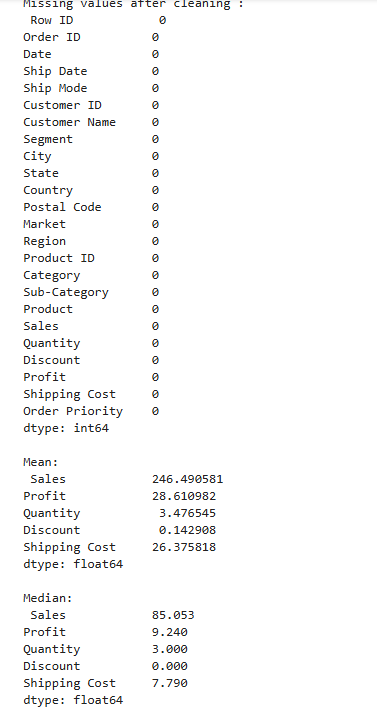 Missing values after cleaning :
 Row ID            0
Order ID          0
Date              0
Ship Date         0
Ship Mode         0
Customer ID       0
Customer Name     0
Segment           0
City              0
State             0
Country           0
Postal Code       0
Market            0
Region            0
Product ID        0
Category          0
Sub-Category      0
Product           0
Sales             0
Quantity          0
Discount          0
Profit            0
Shipping Cost     0
Order Priority    0
dtype: int64

Mean:
 Sales            246.490581
Profit            28.610982
Quantity           3.476545
Discount           0.142908
Shipping Cost     26.375818
dtype: float64

Median:
 Sales            85.053
Profit            9.240
Quantity          3.000
Discount          0.000
Shipping Cost     7.790
dtype: float64